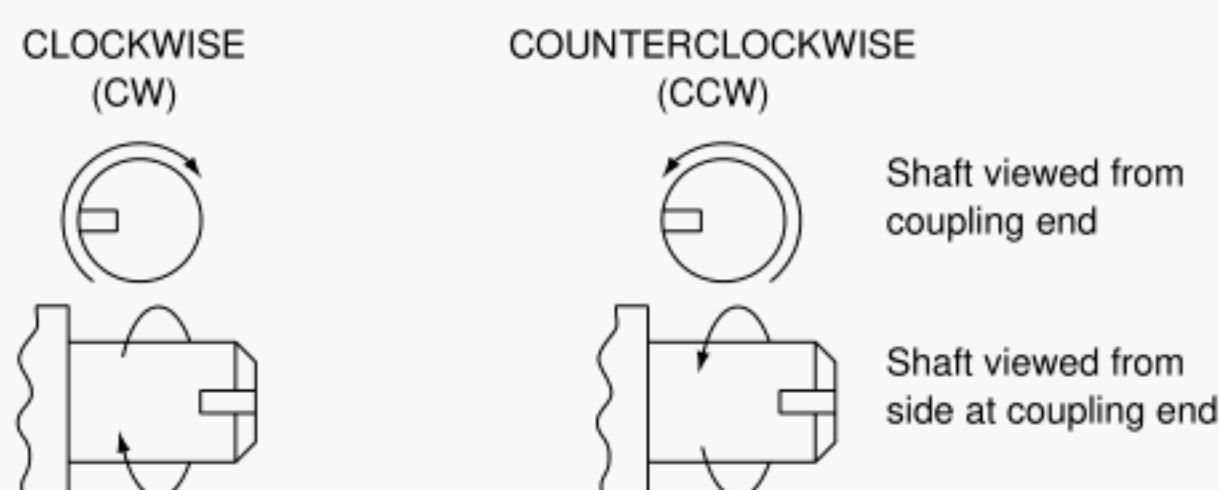 CLOCKWISE
(CW)
COUNTERCLOCKWISE
(CCW)
Shaft viewed from
coupling end
Shaft viewed from
side at coupling end